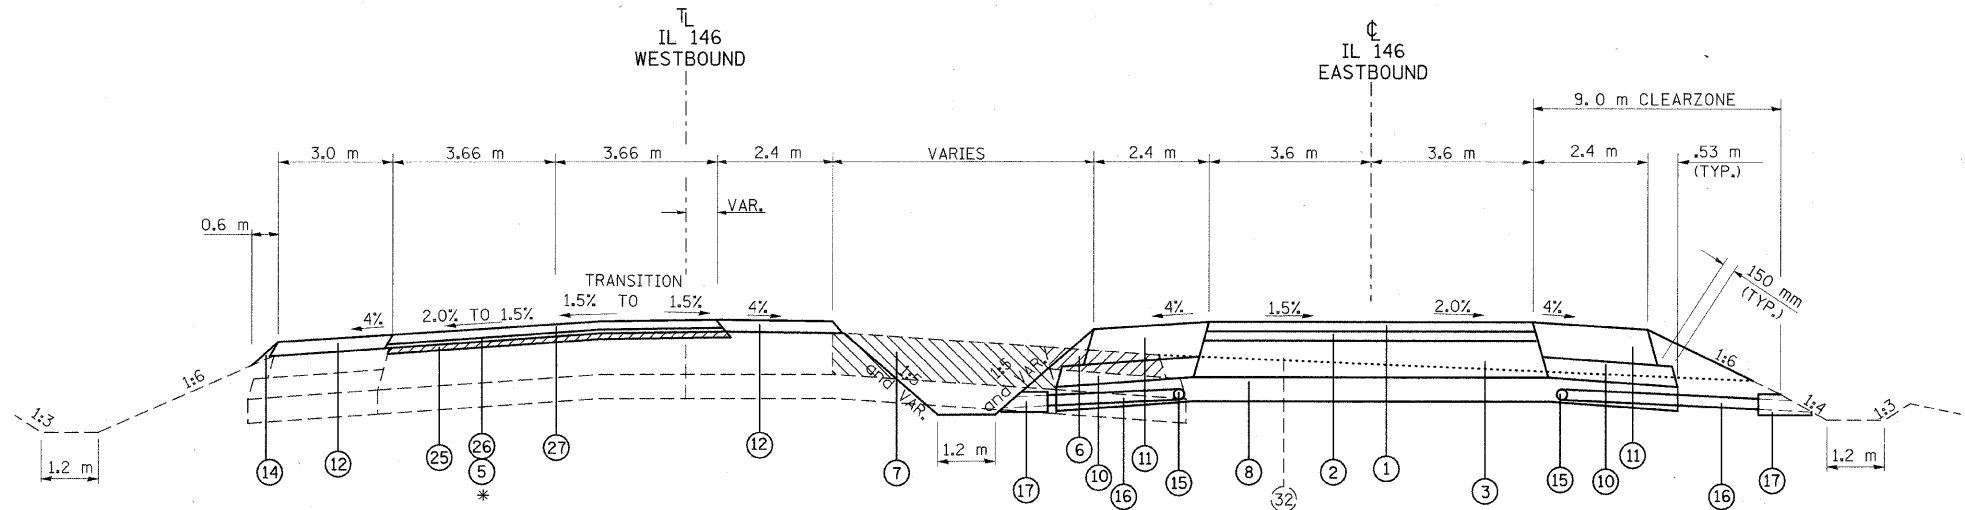 TL
IL 146
WESTBOUND
CL
IL 146
EASTBOUND
9.0 m CLEARZONE
3.0 m
3.66 m
3.66 m
2.4 m
VARIES
2.4 m
3.6 m
3.6 m
2.4 m
.53 m
(TYP.)
VAR.
0.6 m
150 mm
(TYP.)
TRANSITION
1.5% TO 1.5%
4%
2.0% TO 1.5%
4%
4%
1.5%
2.0%
4%
1:6
1:3
1:5
and VAR.
1:5
and VAR.
1:6
1:4
1:3
1.2 m
1.2 m
1.2 m
14
12
25
26
5
*
27
12
7
17
6
10
11
16
15
8
32
2
1
3
15
10
11
16
17